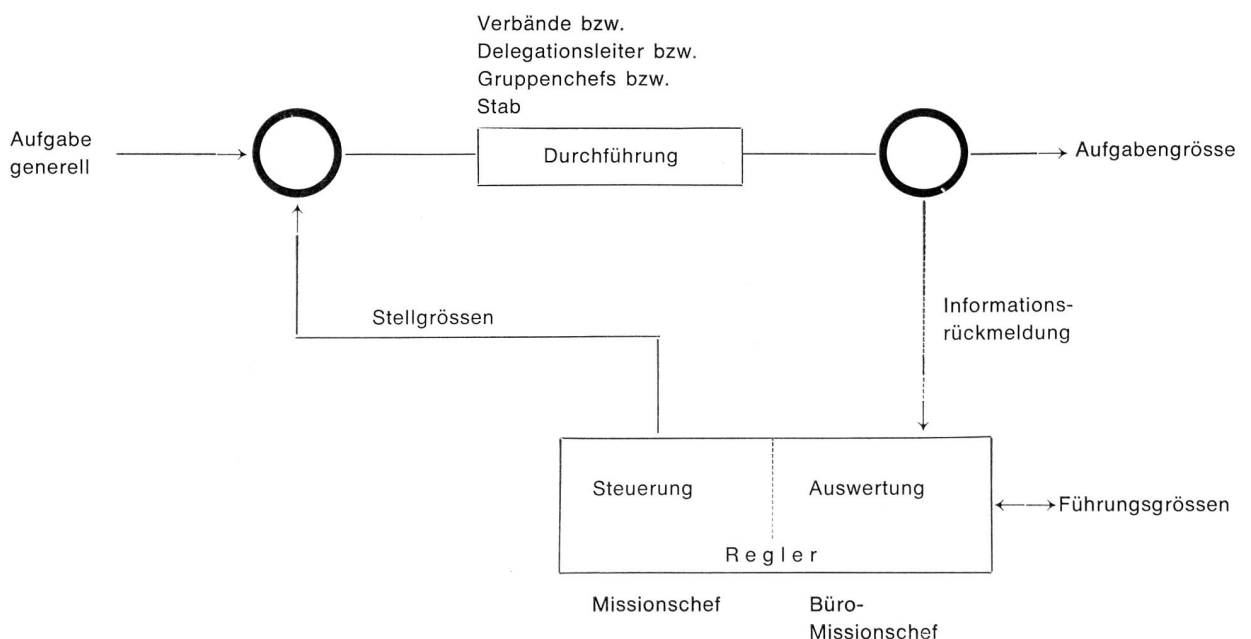 Verbände bzw.
Delegationsleiter bzw.
Gruppenchefs bzw.
Stab
Aufgabe
generell
Durchführung
Aufgabengrösse
Stellgrössen
Informations-
rückmeldung
Steuerung
Auswertung
Führungsgrössen
Regler
Missionschef
Büro-
Missionschef